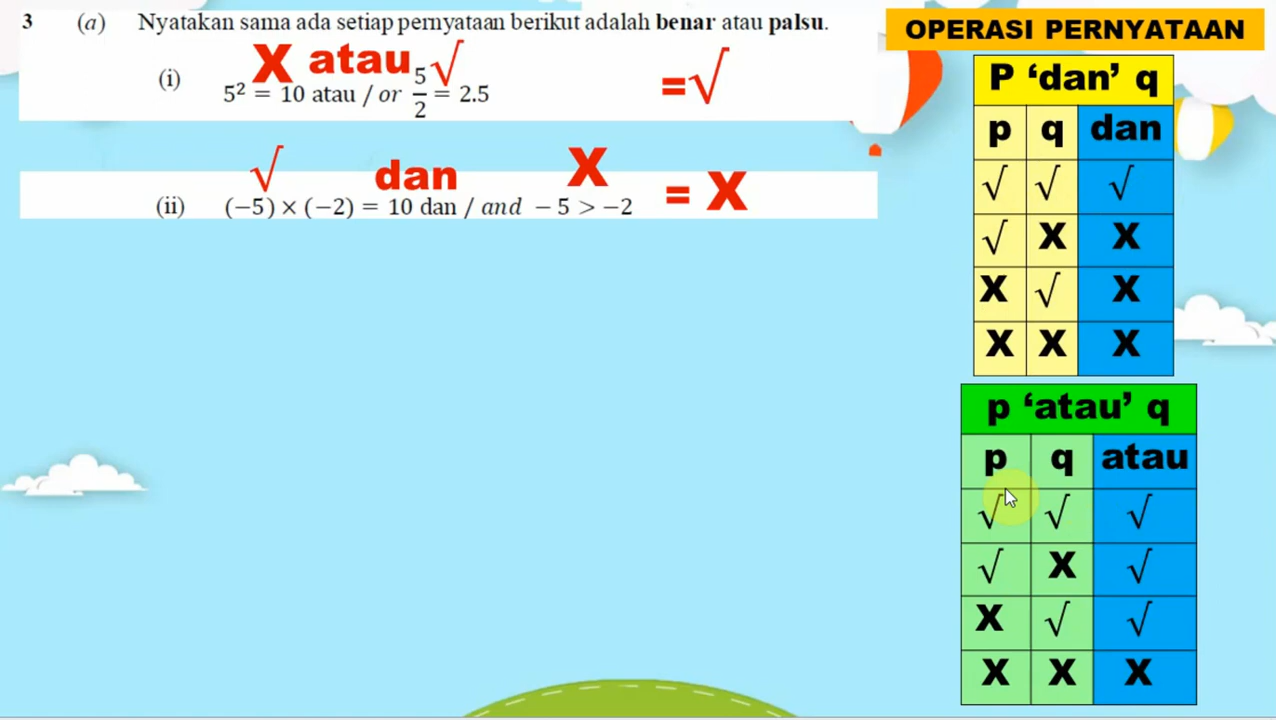 3 (a) Nyatakan sama ada setiap pernyataan berikut adalah benar atau palsu.
X atau √
(i) 5² = 10 atau / or 5/2 = 2.5 =√
√ dan X
(ii) (−5) × (−2) = 10 dan / and − 5 > −2 = X
OPERASI PERNYATAAN
P ‘dan’ q
p q dan
√ √ √
√ X X
X √ X
X X X
p ‘atau’ q
p q atau
√ √ √
√ X √
X √ √
X X X